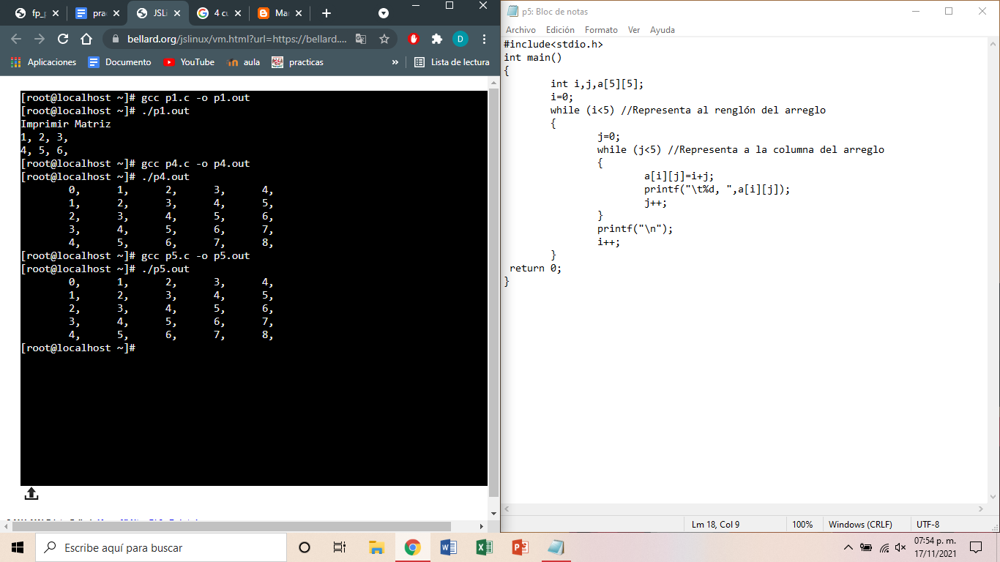 fp_p
prac
JSLi
4 cu
Mar
bellard.org/jslinux/vm.html?url=https://bellard....
D
Aplicaciones
Documento
YouTube
aula
practicas
»
Lista de lectura
[root@localhost ~]# gcc p1.c -o p1.out
[root@localhost ~]# ./p1.out
Imprimir Matriz
1, 2, 3,
4, 5, 6,
[root@localhost ~]# gcc p4.c -o p4.out
[root@localhost ~]# ./p4.out
0, 1, 2, 3, 4,
1, 2, 3, 4, 5,
2, 3, 4, 5, 6,
3, 4, 5, 6, 7,
4, 5, 6, 7, 8,
[root@localhost ~]# gcc p5.c -o p5.out
[root@localhost ~]# ./p5.out
0, 1, 2, 3, 4,
1, 2, 3, 4, 5,
2, 3, 4, 5, 6,
3, 4, 5, 6, 7,
4, 5, 6, 7, 8,
[root@localhost ~]#
p5: Bloc de notas
Archivo Edición Formato Ver Ayuda
#include<stdio.h>
int main()
{
int i,j,a[5][5];
i=0;
while (i<5) //Representa al renglón del arreglo
{
j=0;
while (j<5) //Representa a la columna del arreglo
{
a[i][j]=i+j;
printf("\t%d, ",a[i][j]);
j++;
}
printf("\n");
i++;
}
return 0;
}
Lm 18, Col 9 100% Windows (CRLF) UTF-8
Escribe aquí para buscar
07:54 p. m.
17/11/2021